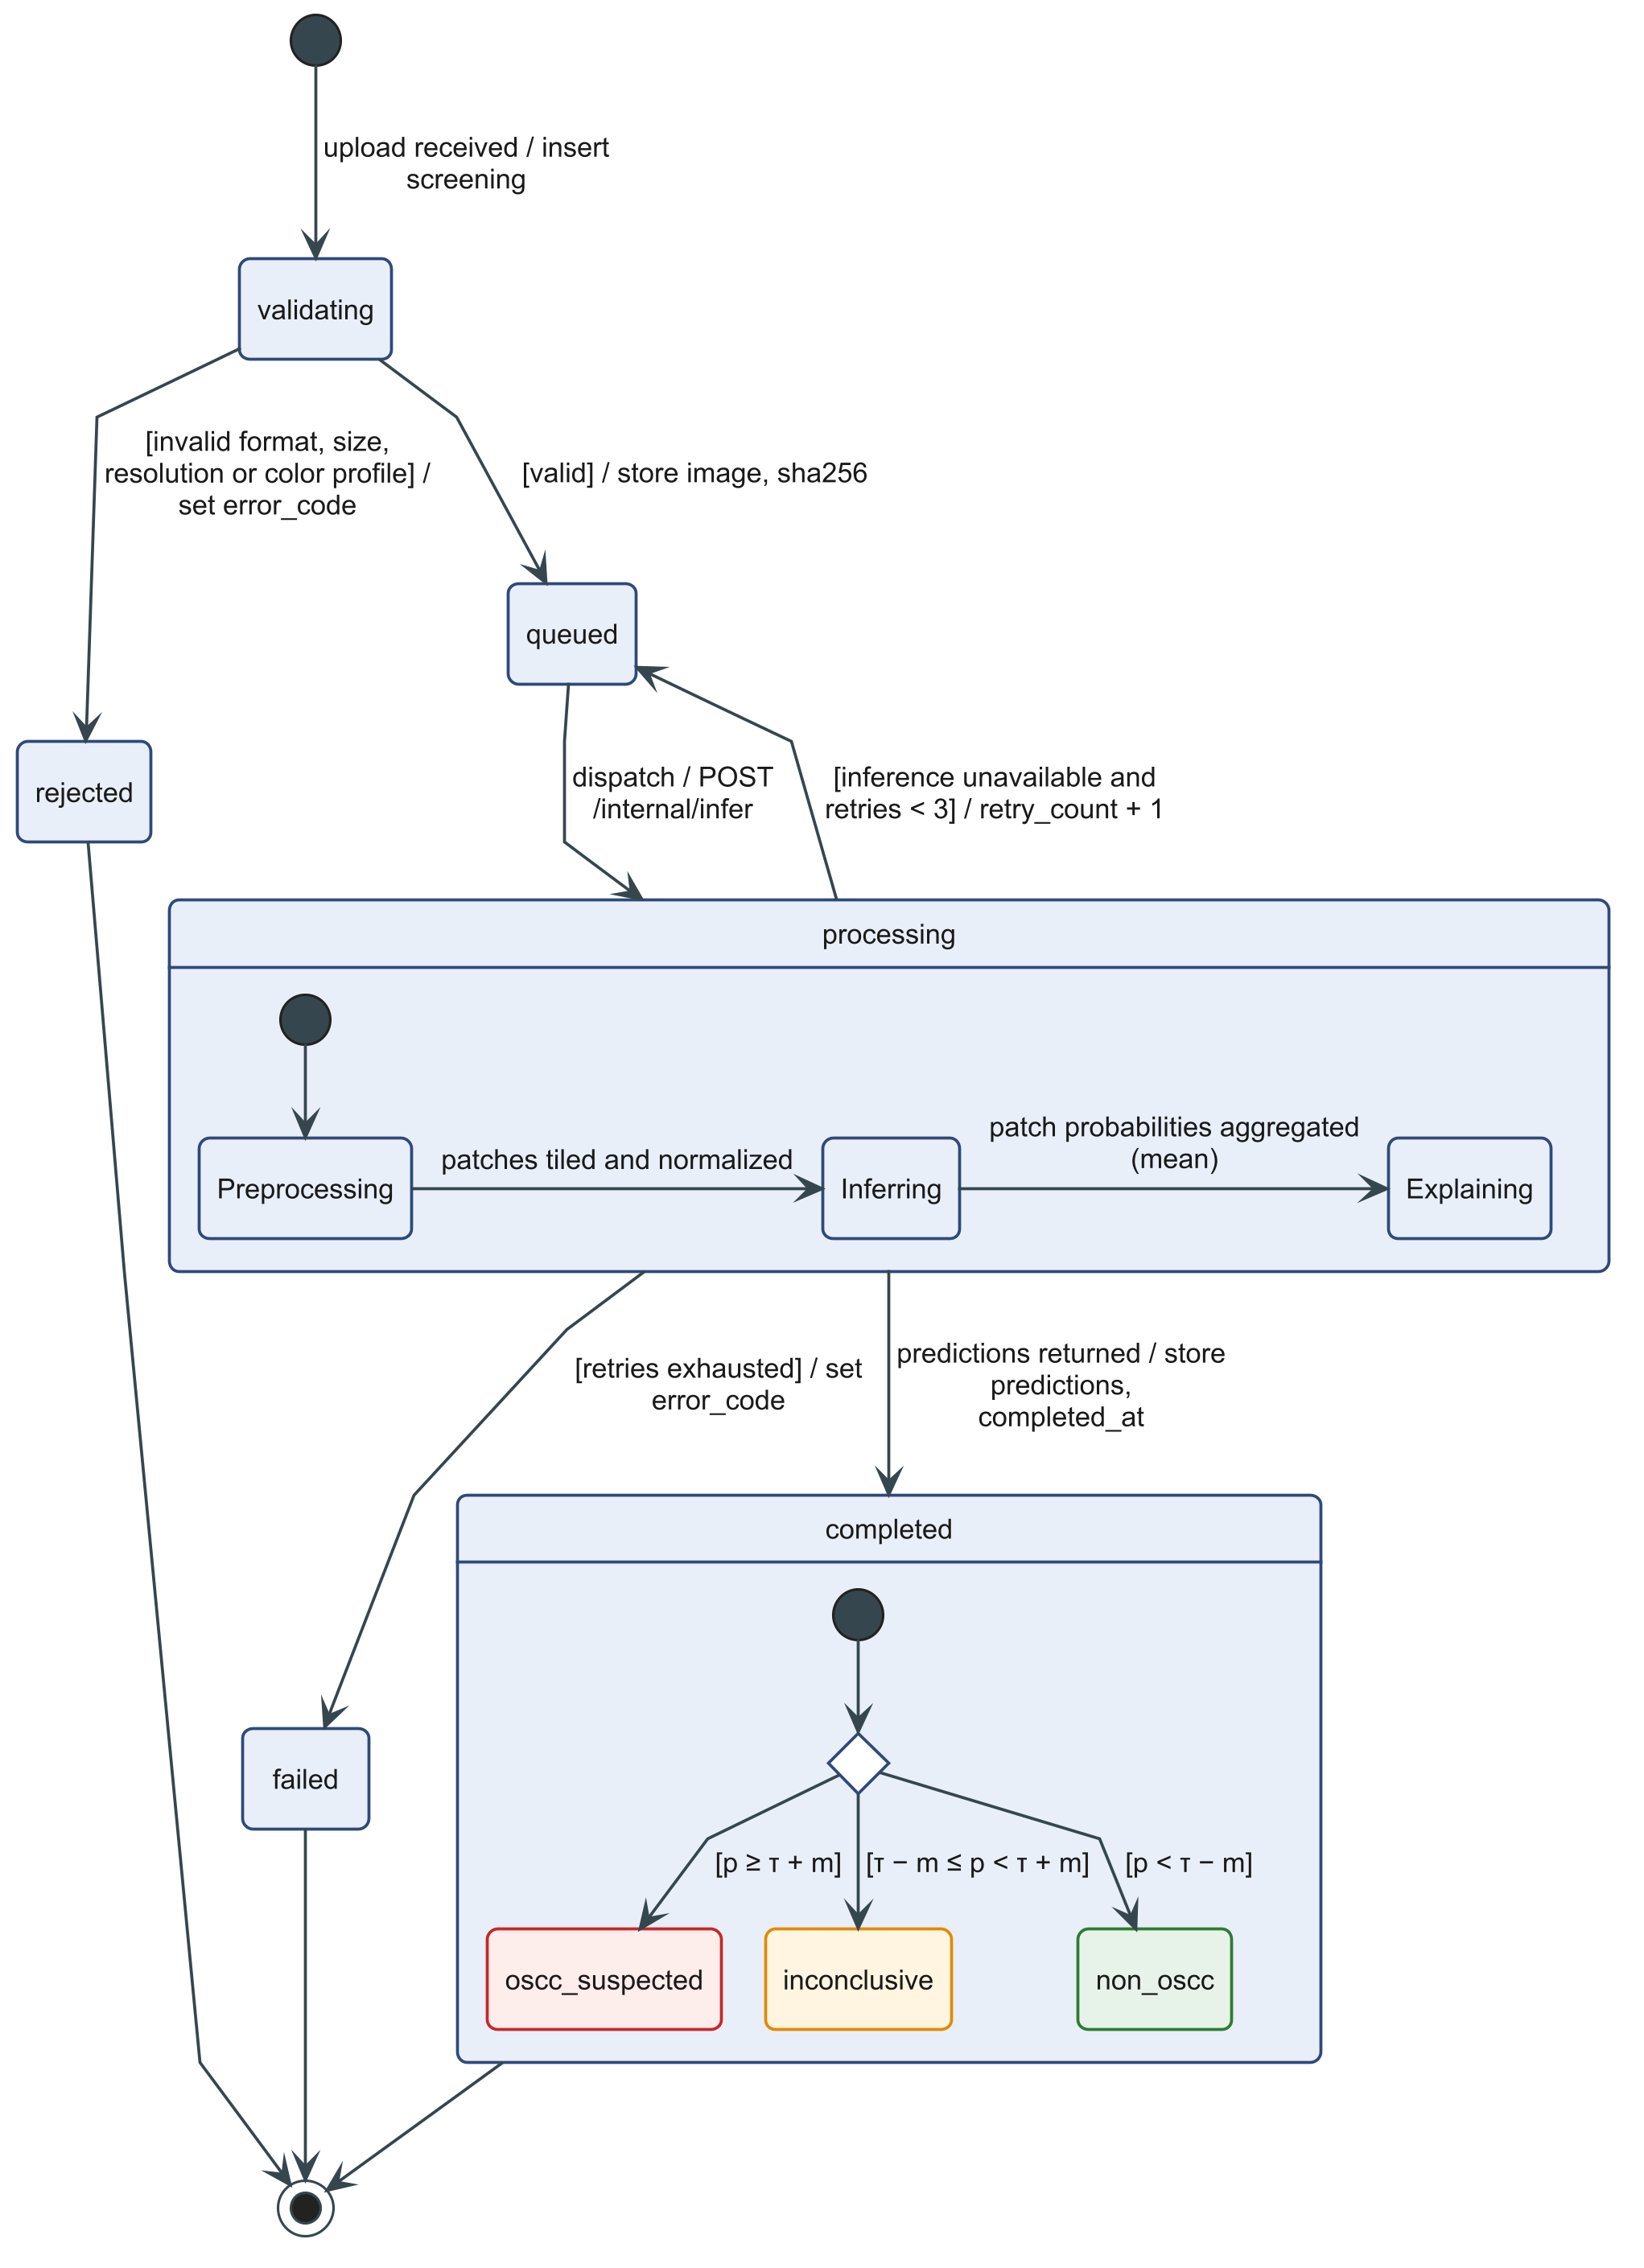 upload received / insert
screening
validating
[invalid format, size,
resolution or color profile] /
set error_code
[valid] / store image, sha256
queued
rejected
dispatch / POST
/internal/infer
[inference unavailable and
retries < 3] / retry_count + 1
processing
patches tiled and normalized
patch probabilities aggregated
(mean)
Preprocessing
Inferring
Explaining
[retries exhausted] / set
error_code
predictions returned / store
predictions,
completed_at
completed
failed
[p ≥ τ + m]
[τ − m ≤ p < τ + m]
[p < τ − m]
oscc_suspected
inconclusive
non_oscc